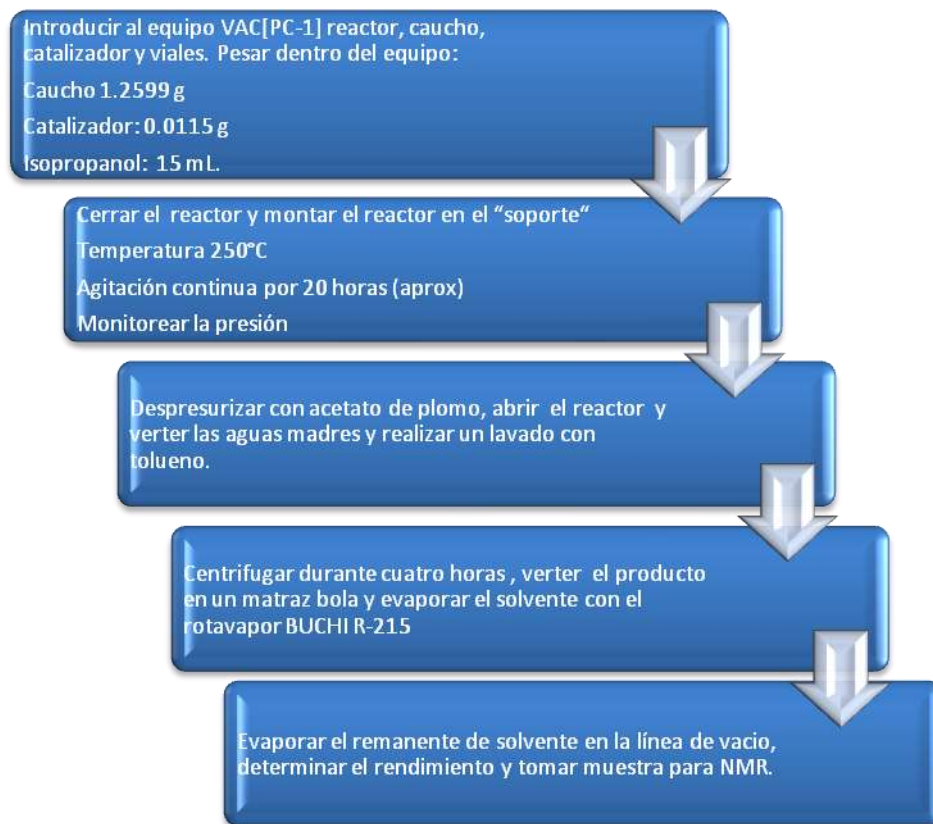 Introducir al equipo VAC[PC-1] reactor, caucho,
catalizador y viales. Pesar dentro del equipo:
Caucho 1.2599 g
Catalizador: 0.0115 g
Isopropanol: 15 mL.
Cerrar el reactor y montar el reactor en el “soporte“
Temperatura 250°C
Agitación continua por 20 horas (aprox)
Monitorear la presión
Despresurizar con acetato de plomo, abrir el reactor y
verter las aguas madres y realizar un lavado con
tolueno.
Centrifugar durante cuatro horas , verter el producto
en un matraz bola y evaporar el solvente con el
rotavapor BUCHI R-215
Evaporar el remanente de solvente en la línea de vacio,
determinar el rendimiento y tomar muestra para NMR.